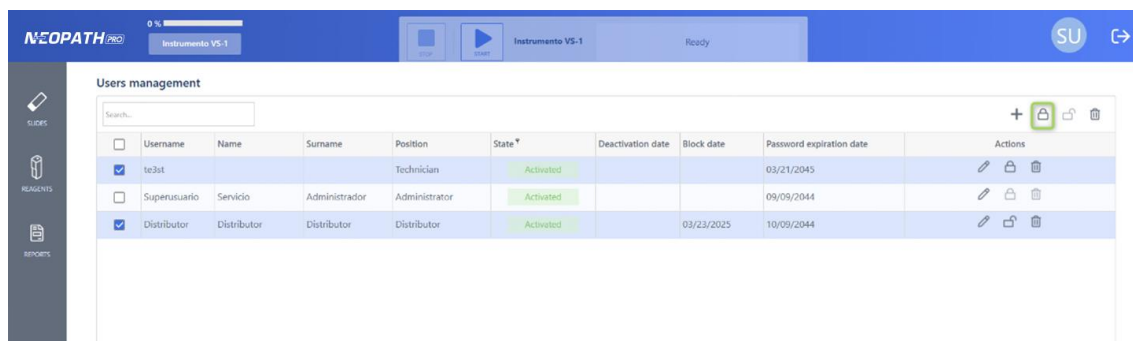 NEOPATH PRO
0 %
Instrumento VS-1
STOP
START
Instrumento VS-1
Ready
SU
SLIDES
REAGENTS
REPORTS
Users management
Search..
Username Name Surname Position State Deactivation date Block date Password expiration date Actions
te3st Technician Activated 03/21/2045
Superusuario Servicio Administrador Administrator Activated 09/09/2044
Distributor Distributor Distributor Distributor Activated 03/23/2025 10/09/2044